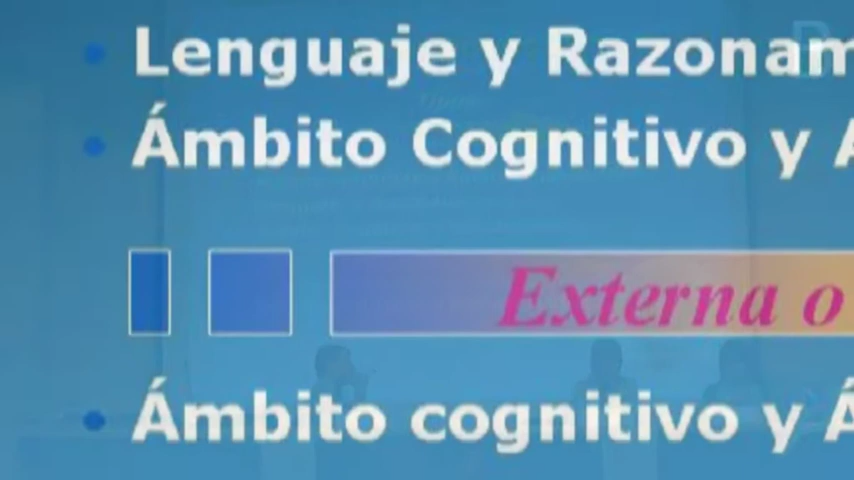 Lenguaje y Razonam
Ámbito Cognitivo y Á
Externa o
Ámbito cognitivo y Á